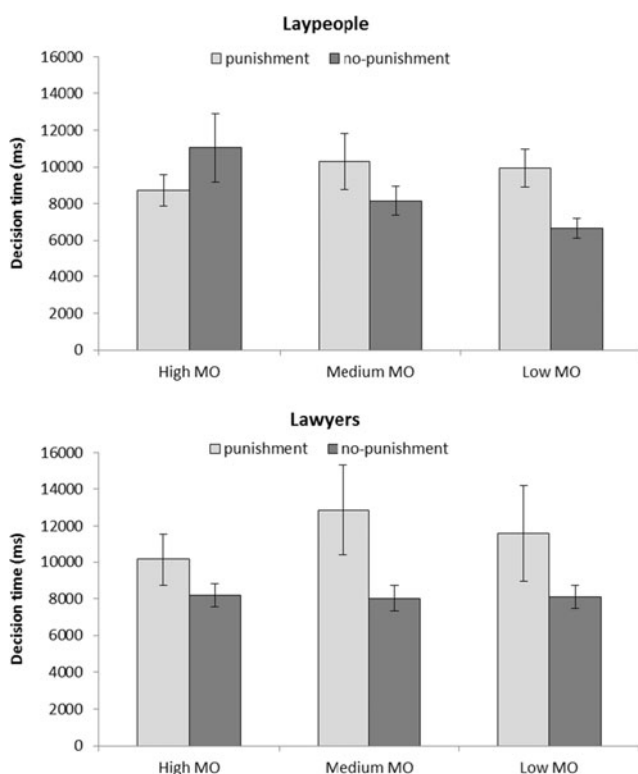 Laypeople
16000
punishment no-punishment
14000
12000
10000
8000
6000
4000
2000
0
Decision time (ms)
High MO Medium MO Low MO
Lawyers
16000
punishment no-punishment
14000
12000
10000
8000
6000
4000
2000
0
Decision time (ms)
High MO Medium MO Low MO